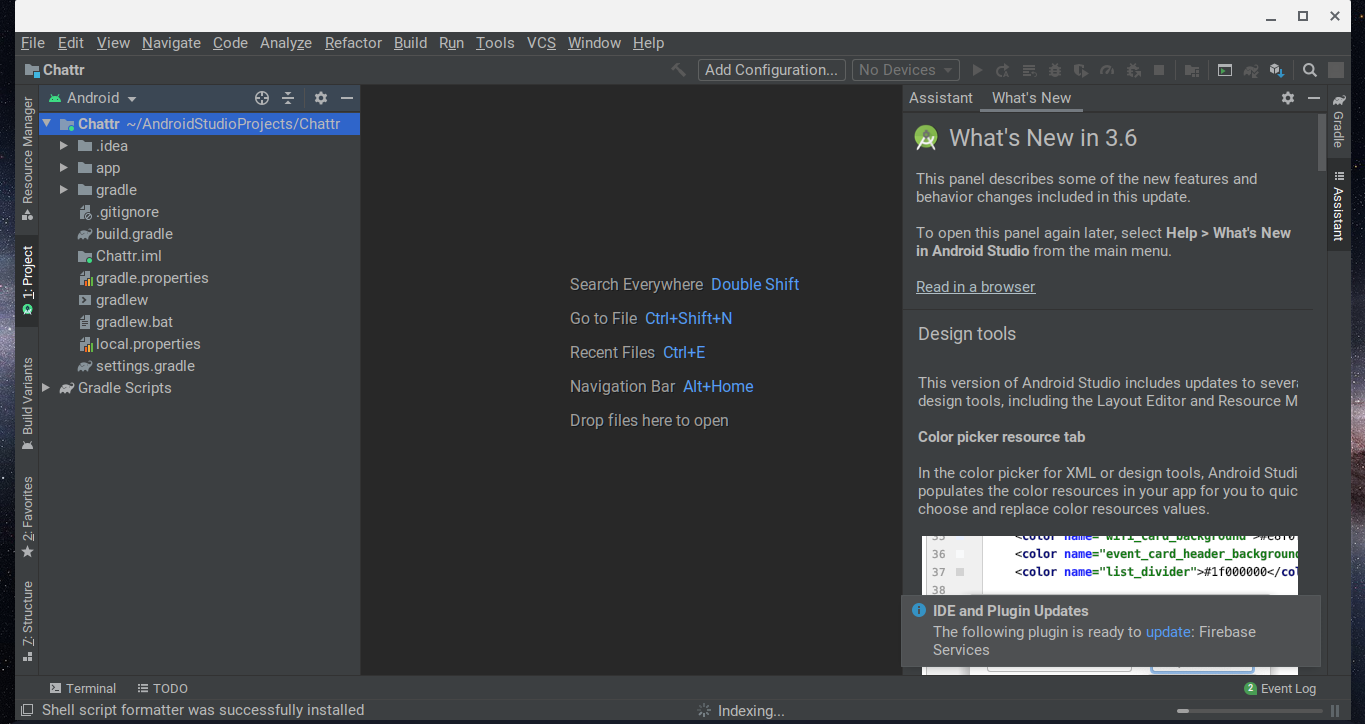 File Edit View Navigate Code Analyze Refactor Build Run Tools VCS Window Help
Chattr
Add Configuration...
No Devices
Resource Manager
1: Project
Build Variants
2: Favorites
7: Structure
Android
Chattr ~/AndroidStudioProjects/Chattr
.idea
app
gradle
.gitignore
build.gradle
Chattr.iml
gradle.properties
gradlew
gradlew.bat
local.properties
settings.gradle
Gradle Scripts
Search Everywhere Double Shift
Go to File Ctrl+Shift+N
Recent Files Ctrl+E
Navigation Bar Alt+Home
Drop files here to open
Assistant What's New
What's New in 3.6
This panel describes some of the new features and
behavior changes included in this update.
To open this panel again later, select Help > What's New
in Android Studio from the main menu.
Read in a browser
Design tools
This version of Android Studio includes updates to severa
design tools, including the Layout Editor and Resource M
Color picker resource tab
In the color picker for XML or design tools, Android Studi
populates the color resources in your app for you to quic
choose and replace color resources values.
35 <color name="wifi_card_background">#e8f0
36 <color name="event_card_header_background
37 <color name="list_divider">#1f000000</col
38
IDE and Plugin Updates
The following plugin is ready to update: Firebase
Services
Gradle
Assistant
Terminal
TODO
2 Event Log
Shell script formatter was successfully installed
Indexing...